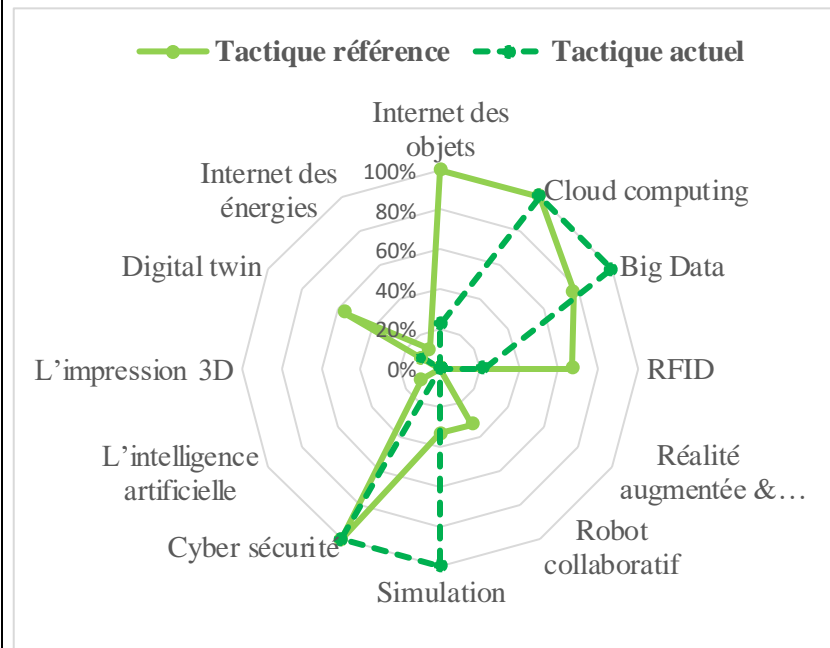 Tactique référence
Tactique actuel
Internet des
objets
100%
80%
60%
40%
20%
0%
Cloud computing
Big Data
RFID
Réalité
augmentée &…
Robot
collaboratif
Simulation
Cyber sécurité
L’intelligence
artificielle
L’impression 3D
Digital twin
Internet des
énergies